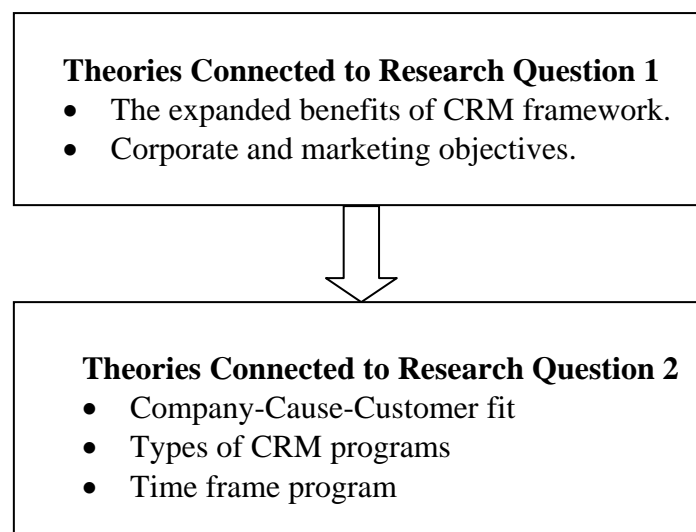 Theories Connected to Research Question 1
• The expanded benefits of CRM framework.
• Corporate and marketing objectives.
Theories Connected to Research Question 2
• Company-Cause-Customer fit
• Types of CRM programs
• Time frame program